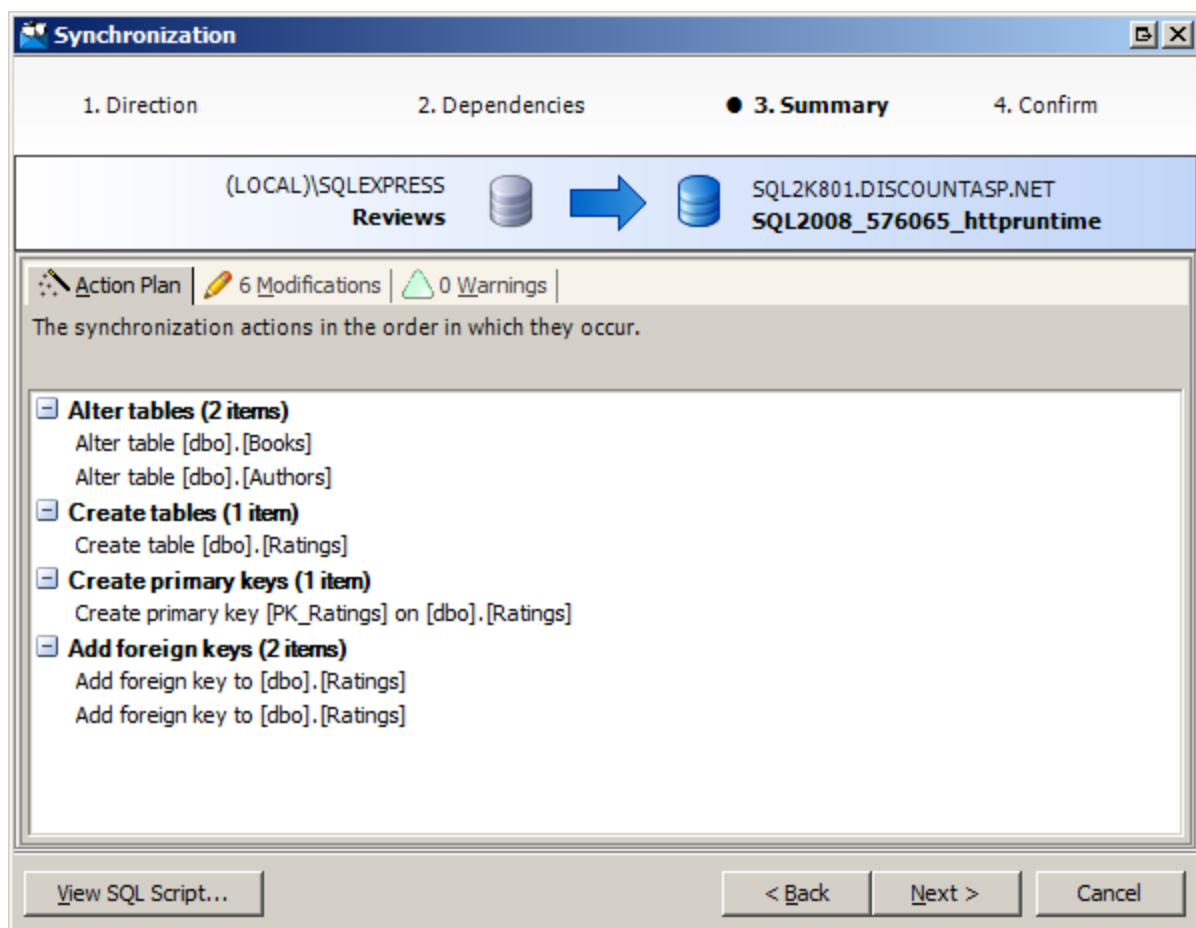 Synchronization
1. Direction 2. Dependencies 3. Summary 4. Confirm
(LOCAL)\SQLEXPRESS
Reviews
SQL2K801.DISCOUNTASP.NET
SQL2008_576065_httpruntime
Action Plan 6 Modifications 0 Warnings
The synchronization actions in the order in which they occur.
Alter tables (2 items)
Alter table [dbo].[Books]
Alter table [dbo].[Authors]
Create tables (1 item)
Create table [dbo].[Ratings]
Create primary keys (1 item)
Create primary key [PK_Ratings] on [dbo].[Ratings]
Add foreign keys (2 items)
Add foreign key to [dbo].[Ratings]
Add foreign key to [dbo].[Ratings]
View SQL Script... < Back Next > Cancel